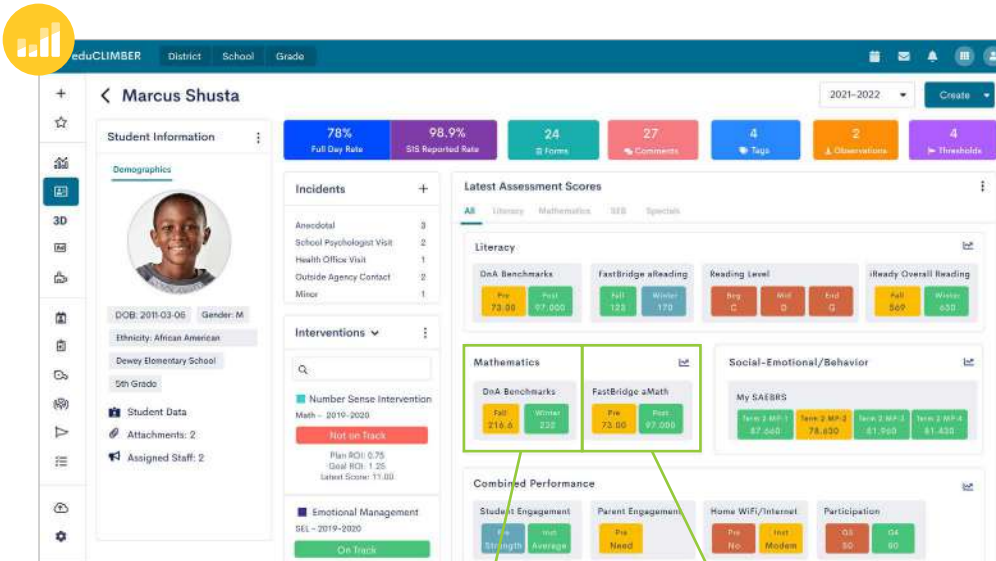 eduCLIMBER District School Grade
Marcus Shusta
2021-2022
Create
Student Information
Demographics
DOB: 2011-03-06 Gender: M
Ethnicity: African American
Dewey Elementary School
5th Grade
Student Data
Attachments: 2
Assigned Staff: 2
3D
78%
Full Day Rate
98.9%
SIS Reported Rate
24
Forms
27
Comments
4
Tags
2
Observations
4
Thresholds
Incidents
Anecdotal 3
School Psychologist Visit 2
Health Office Visit 1
Outside Agency Contact 2
Minor 1
Interventions
Number Sense Intervention
Math - 2019-2020
Not on Track
Plan ROI: 0.75
Goal ROI: 1.25
Latest Score: 11.00
Emotional Management
SEL - 2019-2020
On Track
Latest Assessment Scores
All Literacy Mathematics SEB Specials
Literacy
DnA Benchmarks
Pre Post
73.00 97.000
FastBridge aReading
Fall Winter
122 170
Reading Level
Beg Mid End
C D G
iReady Overall Reading
Fall Winter
569 630
Mathematics
DnA Benchmarks
Fall Winter
216.6 232
FastBridge aMath
Pre Post
73.00 97.000
Social-Emotional/Behavior
My SAEBRS
Term 2 MP-1 Term 2 MP-2 Term 2 MP-3 Term 2 MP-4
87.660 78.630 81.960 81.430
Combined Performance
Student Engagement
Pre Inst
Strength Average
Parent Engagement
Pre
Need
Home WiFi/Internet
Pre Inst
No Modem
Participation
Q3 Q4
50 90